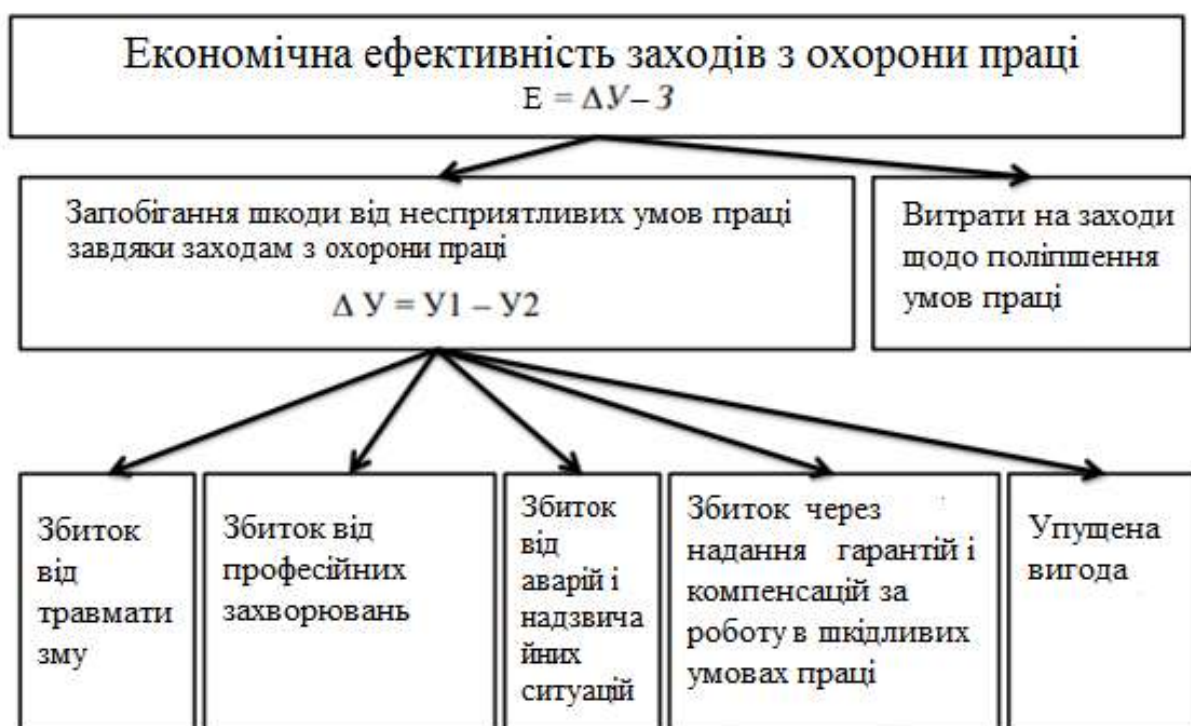 Економічна ефективність заходів з охорони праці
Е = ΔУ – З
Запобігання шкоди від несприятливих умов праці
завдяки заходам з охорони праці
Δ У = У1 – У2
Витрати на заходи
щодо поліпшення
умов праці
Збиток
від
травмати
зму
Збиток від
професійних
захворювань
Збиток
від
аварій і
надзвича
йних
ситуацій
Збиток через
надання гарантій і
компенсацій за
роботу в шкідливих
умовах праці
Упущена
вигода